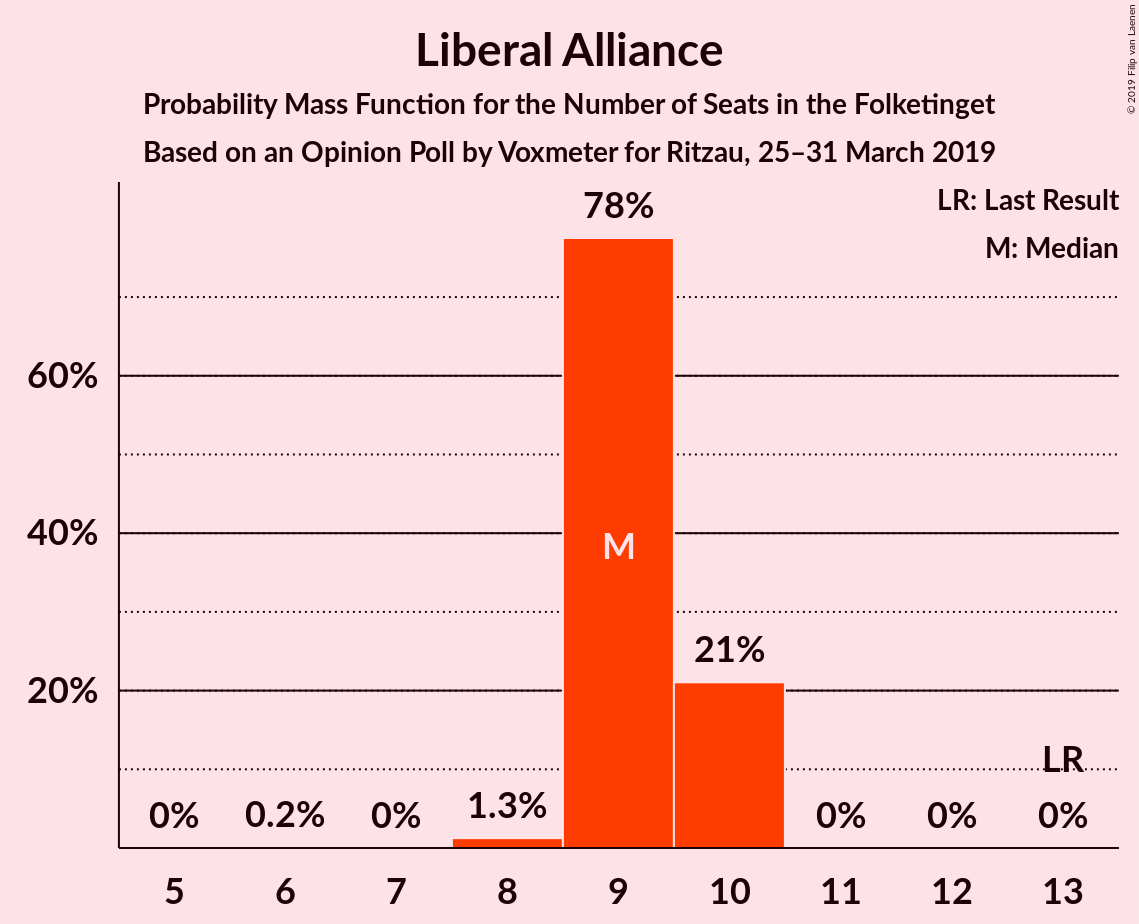 Liberal Alliance
Probability Mass Function for the Number of Seats in the Folketinget
Based on an Opinion Poll by Voxmeter for Ritzau, 25–31 March 2019
© 2019 Filip van Laenen
LR: Last Result
M: Median
78%
60%
40%
M
21%
20%
LR
0%
0.2%
0%
1.3%
0%
0%
0%
5
6
7
8
9
10
11
12
13